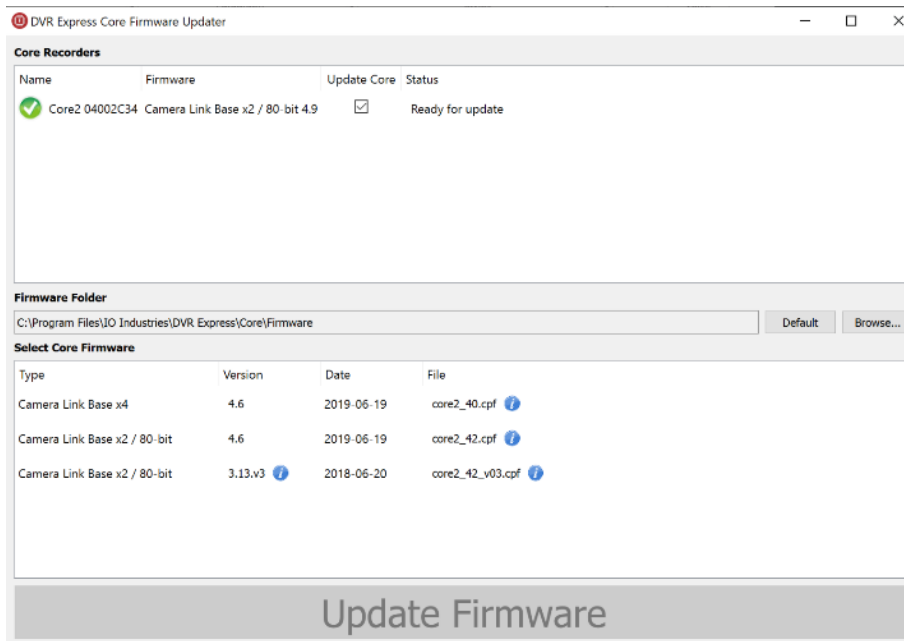 DVR Express Core Firmware Updater
Core Recorders
Name Firmware Update Core Status
Core2 04002C34 Camera Link Base x2 / 80-bit 4.9 Ready for update
Firmware Folder
C:\Program Files\IO Industries\DVR Express\Core\Firmware Default Browse...
Select Core Firmware
Type Version Date File
Camera Link Base x4 4.6 2019-06-19 core2_40.cpf
Camera Link Base x2 / 80-bit 4.6 2019-06-19 core2_42.cpf
Camera Link Base x2 / 80-bit 3.13.v3 2018-06-20 core2_42_v03.cpf
Update Firmware